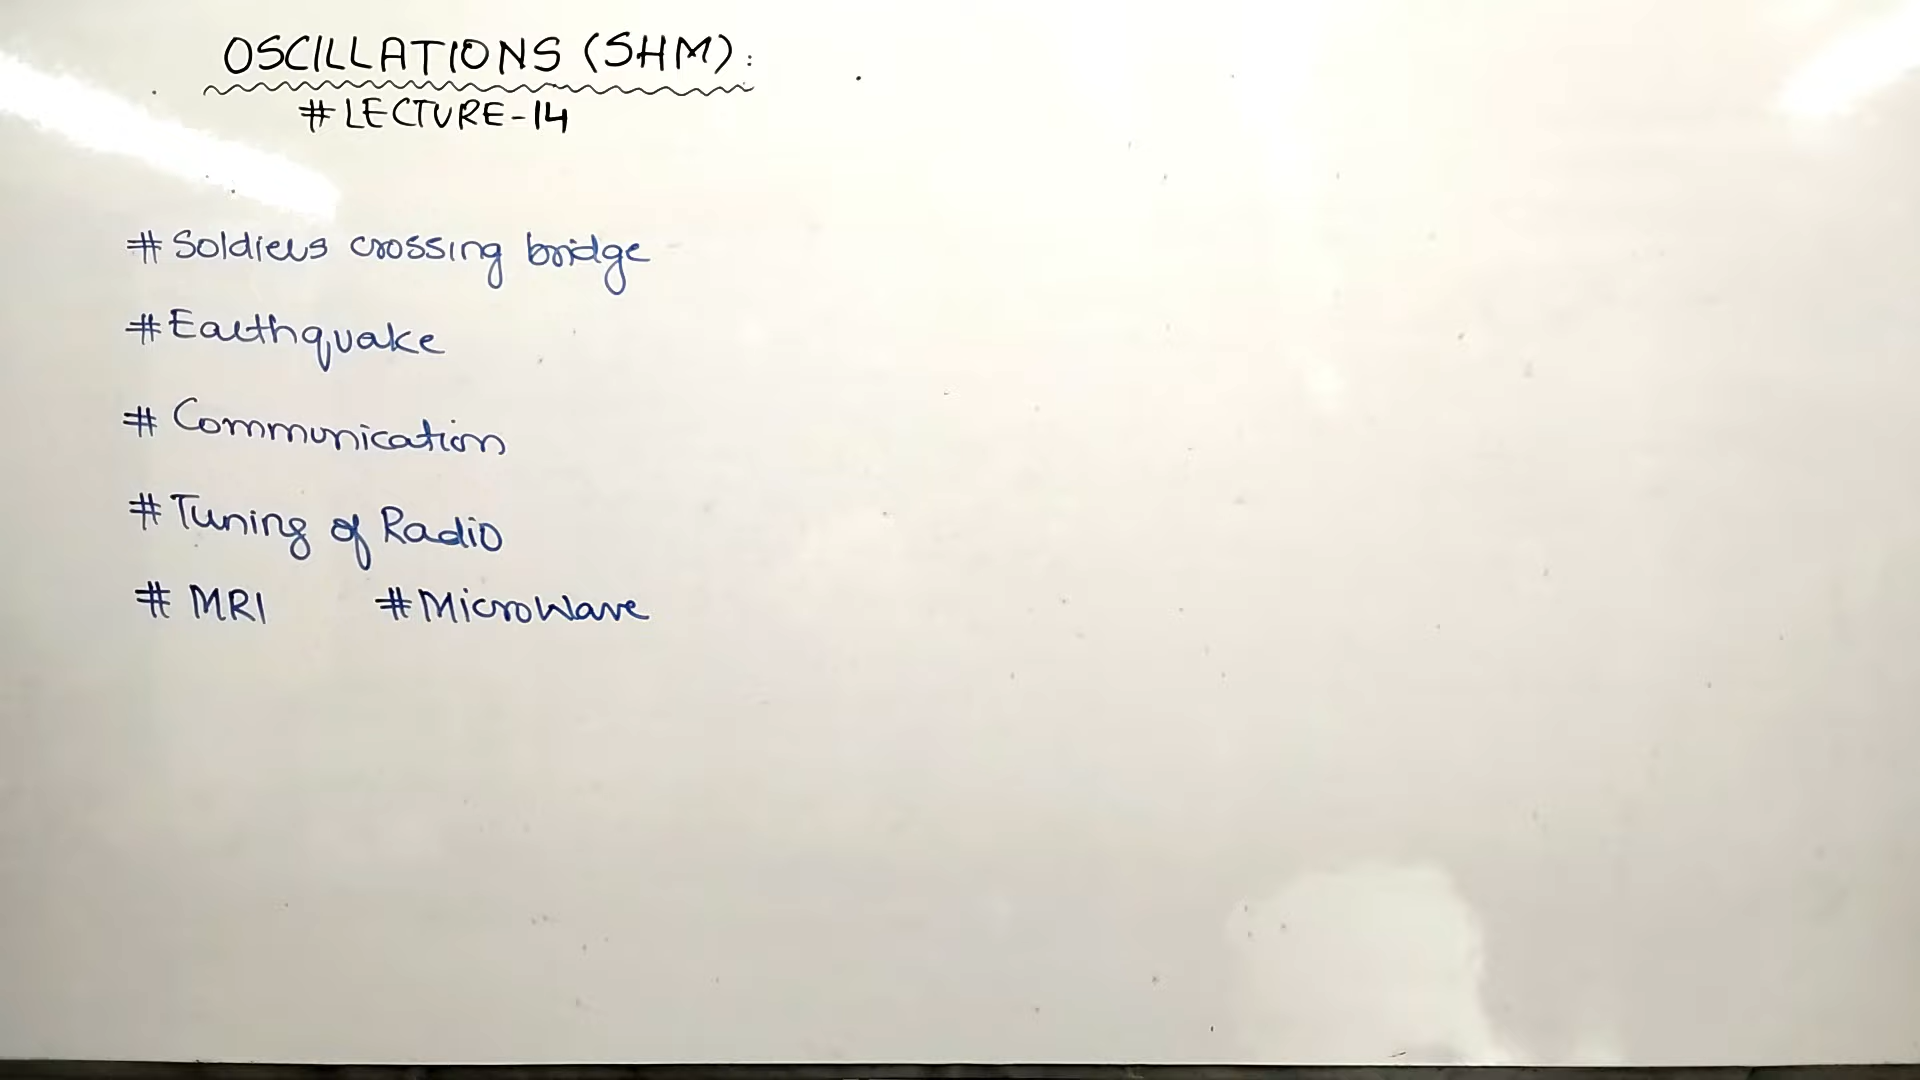 OSCILLATIONS (SHM):
#LECTURE-14
# Soldiers crossing bridge
# Earthquake
# Communication
# Tuning of Radio
# MRI # MicroWave